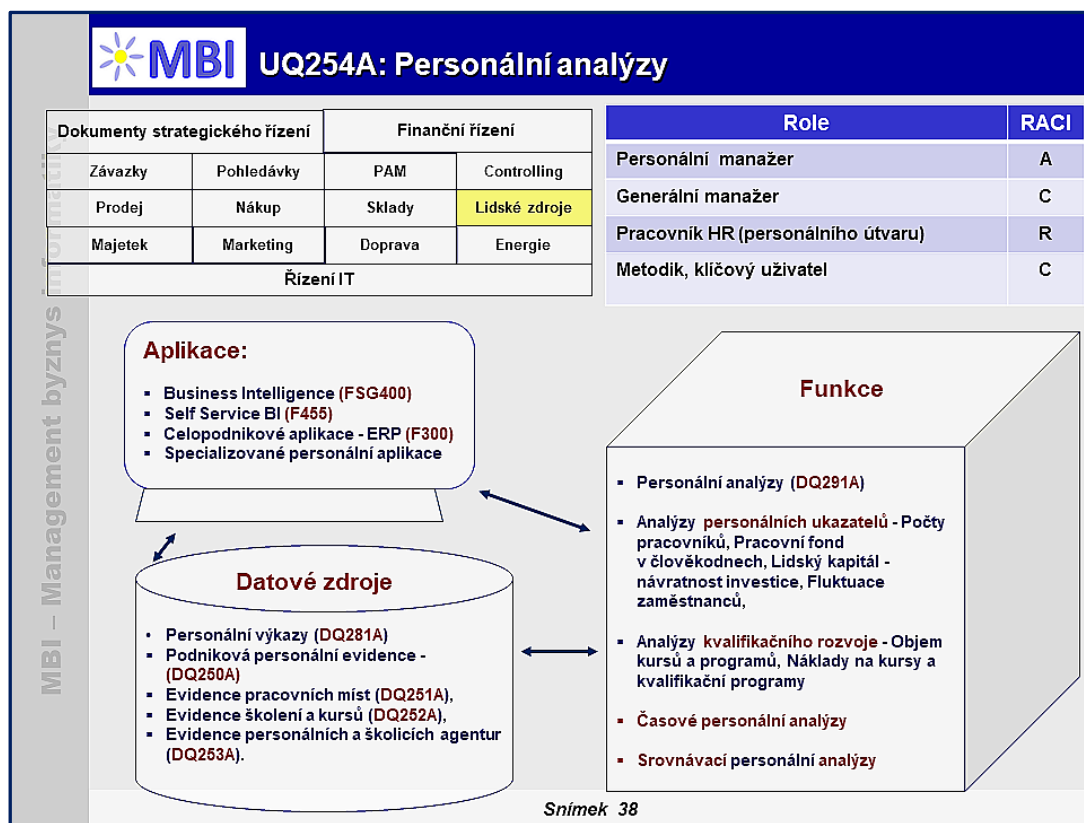 MBI UQ254A: Personální analýzy
Dokumenty strategického řízení Finanční řízení
Závazky Pohledávky PAM Controlling
Prodej Nákup Sklady Lidské zdroje
Majetek Marketing Doprava Energie
Řízení IT
Role RACI
Personální manažer A
Generální manažer C
Pracovník HR (personálního útvaru) R
Metodik, klíčový uživatel C
MBI – Management byznys informatiky
Aplikace:
▪ Business Intelligence (FSG400)
▪ Self Service BI (F455)
▪ Celopodnikové aplikace - ERP (F300)
▪ Specializované personální aplikace
Datové zdroje
• Personální výkazy (DQ281A)
▪ Podniková personální evidence -
(DQ250A)
▪ Evidence pracovních míst (DQ251A),
▪ Evidence školení a kursů (DQ252A),
▪ Evidence personálních a školicích agentur
(DQ253A).
Funkce
▪ Personální analýzy (DQ291A)
▪ Analýzy personálních ukazatelů - Počty
pracovníků, Pracovní fond
v člověkodnech, Lidský kapitál -
návratnost investice, Fluktuace
zaměstnanců,
▪ Analýzy kvalifikačního rozvoje - Objem
kursů a programů, Náklady na kursy a
kvalifikační programy
▪ Časové personální analýzy
▪ Srovnávací personální analýzy
Snímek 38